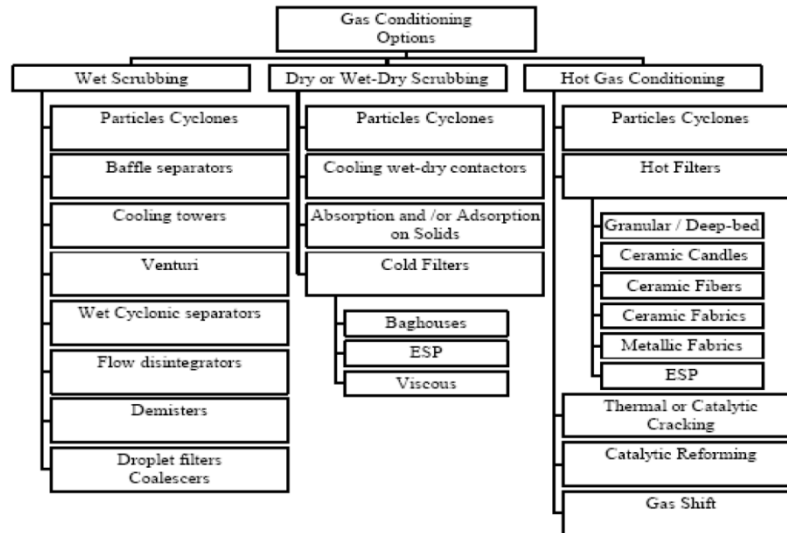 Gas Conditioning
Options
Wet Scrubbing
Particles Cyclones
Baffle separators
Cooling towers
Venturi
Wet Cyclonic separators
Flow disintegrators
Demisters
Droplet filters
Coalescers
Dry or Wet-Dry Scrubbing
Particles Cyclones
Cooling wet-dry contactors
Absorption and /or Adsorption
on Solids
Cold Filters
Baghouses
ESP
Viscous
Hot Gas Conditioning
Particles Cyclones
Hot Filters
Granular / Deep-bed
Ceramic Candles
Ceramic Fibers
Ceramic Fabrics
Metallic Fabrics
ESP
Thermal or Catalytic
Cracking
Catalytic Reforming
Gas Shift